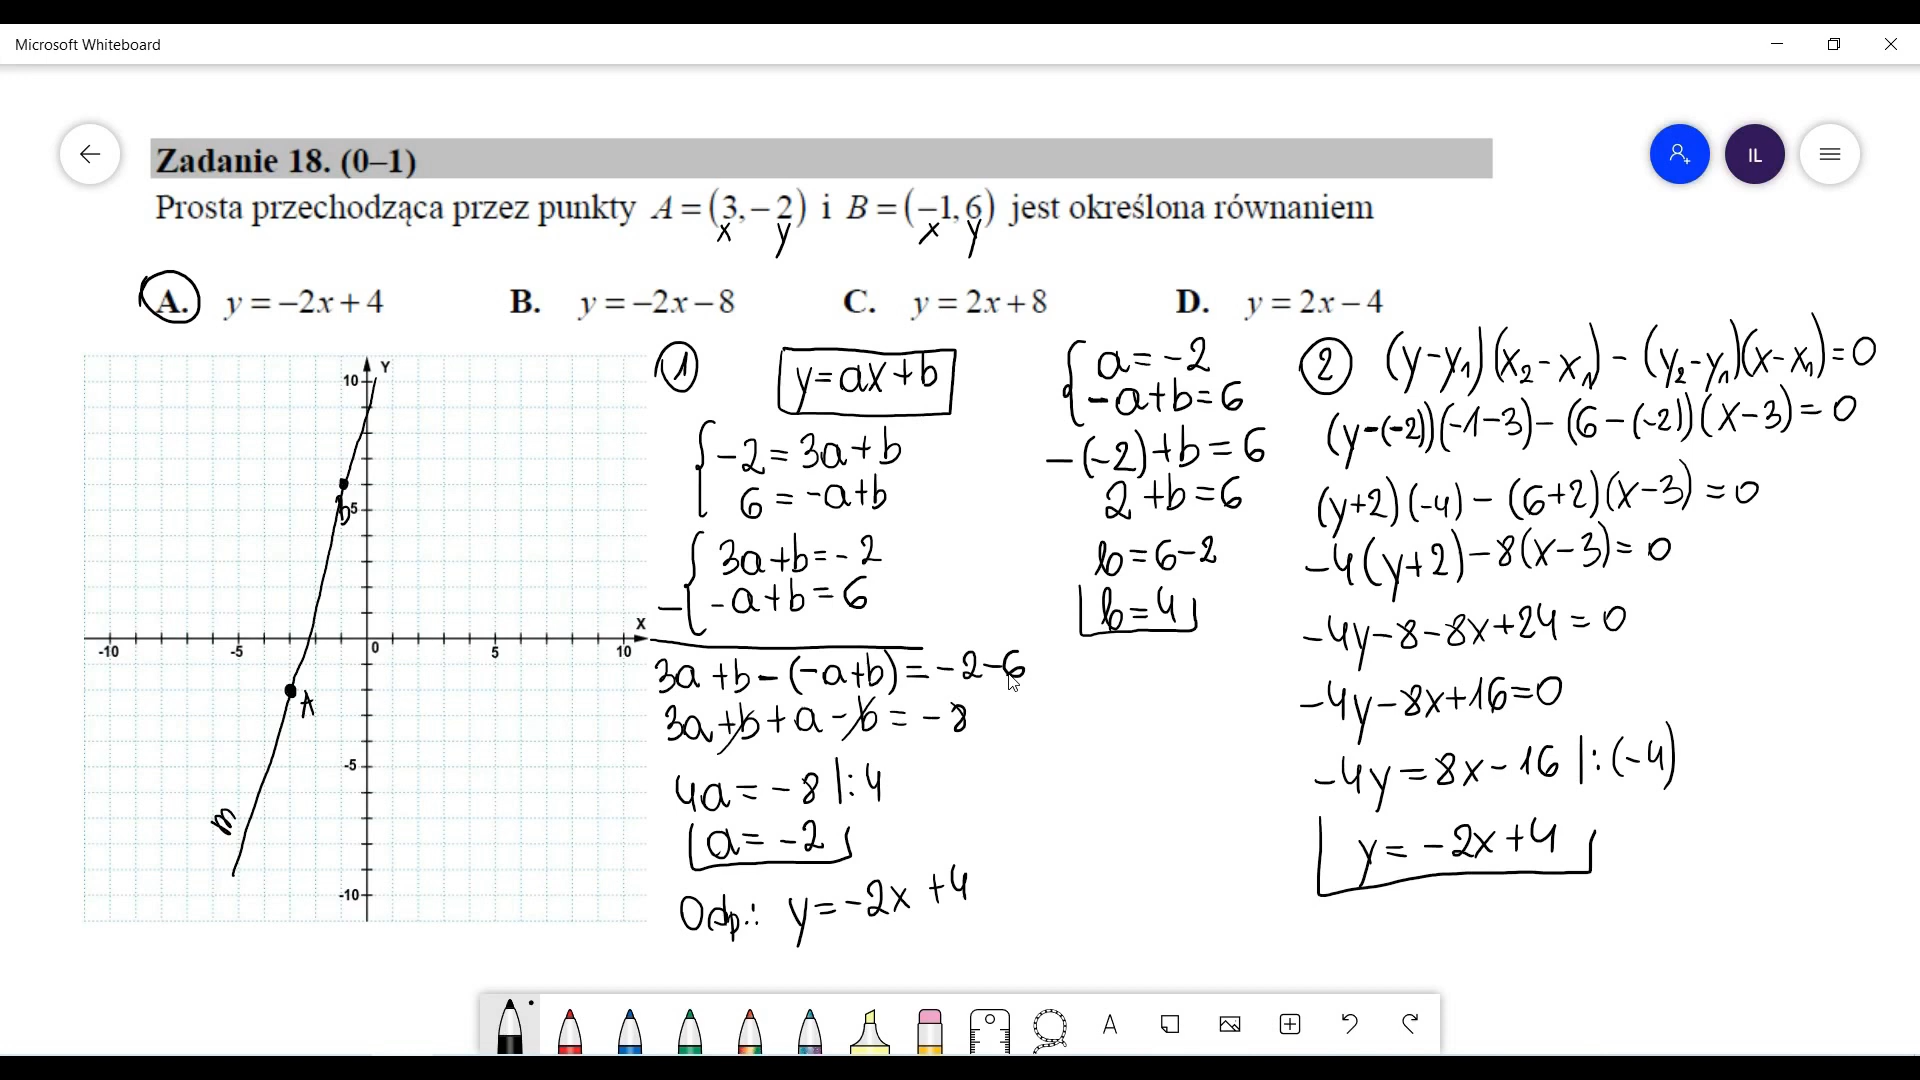 Microsoft Whiteboard
IL
Zadanie 18. (0–1)
Prosta przechodząca przez punkty A = (3, −2) i B = (−1, 6) jest określona równaniem
x y x y
A. y = −2x + 4 B. y = −2x − 8 C. y = 2x + 8 D. y = 2x − 4
Y
10
5
X
-10 -5 0 5 10
-5
-10
B
A
m
1
y=ax+b
-2=3a+b
6=-a+b
3a+b=-2
-a+b=6
-
3a+b-(-a+b)=-2-6
3a+b+a-b=-8
4a=-8 |:4
a=-2
Odp.: y=-2x+4
a=-2
-a+b=6
-(-2)+b=6
2+b=6
b=6-2
b=4
2 (y-y₁)(x₂-x₁)-(y₂-y₁)(x-x₁)=0
(y-(-2))(-1-3)-(6-(-2))(x-3)=0
(y+2)(-4)-(6+2)(x-3)=0
-4(y+2)-8(x-3)=0
-4y-8-8x+24=0
-4y-8x+16=0
-4y=8x-16 |:(-4)
y=-2x+4
A